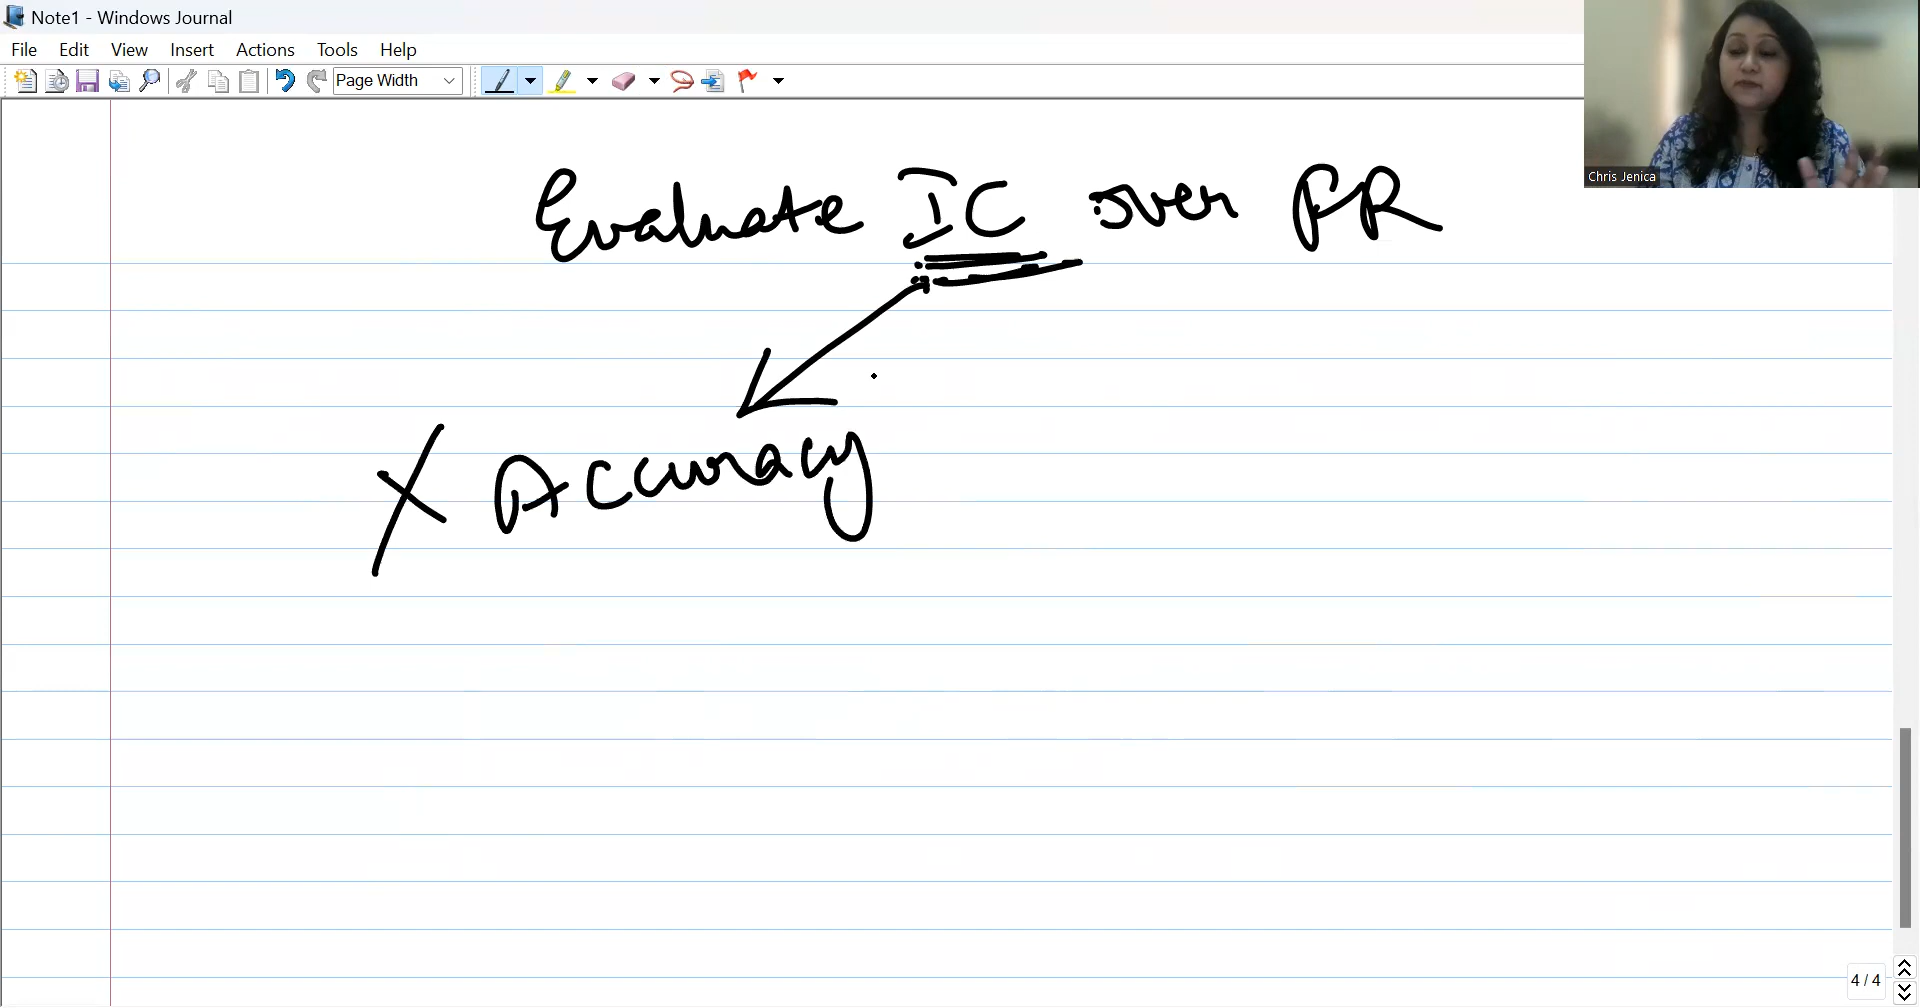 Note1 - Windows Journal
File Edit View Insert Actions Tools Help
Page Width
Chris Jenica
Evaluate IC over PR
X Accuracy
4 / 4